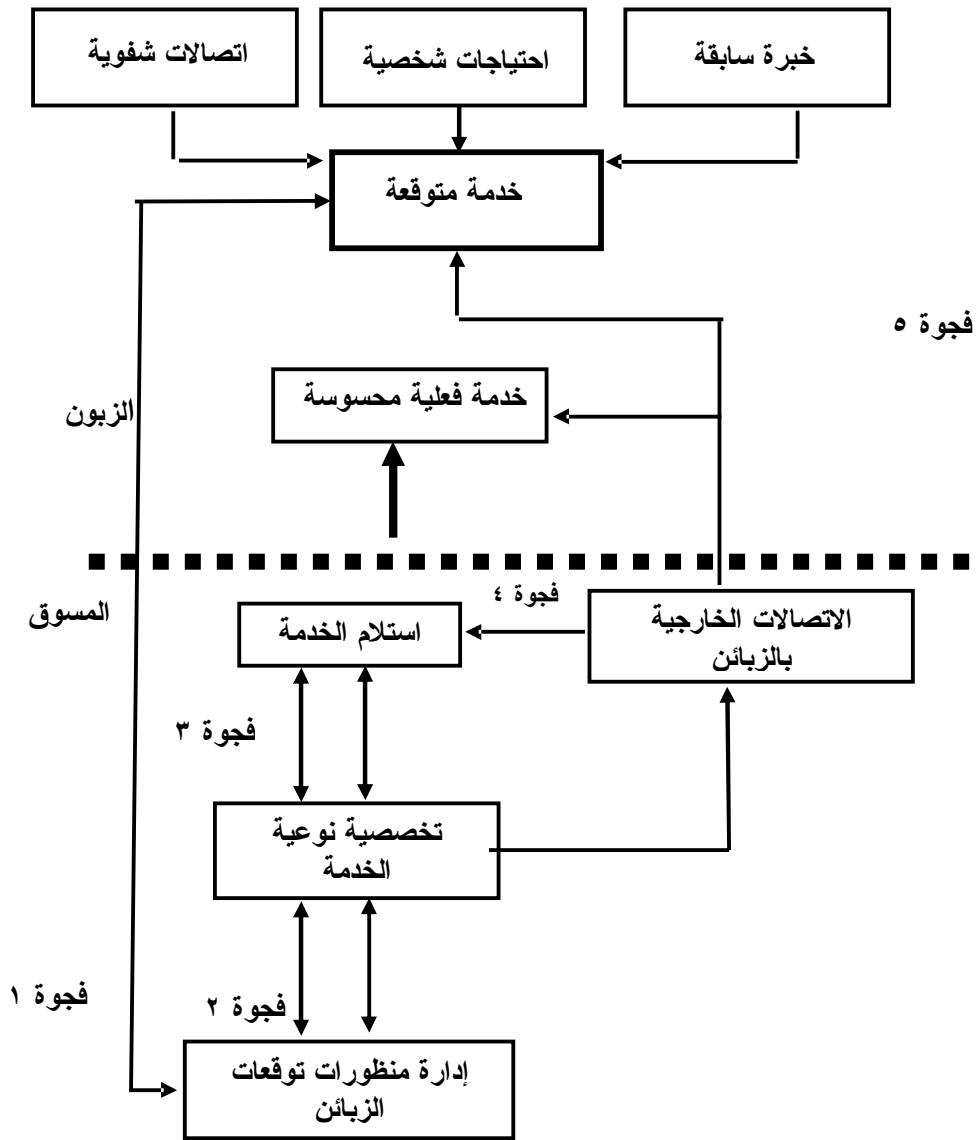 خبرة سابقة
احتياجات شخصية
اتصالات شفوية
خدمة متوقعة
فجوة ٥
خدمة فعلية محسوسة
الزبون
المسوق
فجوة ٤
الاتصالات الخارجية
بالزبائن
استلام الخدمة
فجوة ٣
تخصصية نوعية
الخدمة
فجوة ٢
فجوة ١
إدارة منظورات توقعات
الزبائن